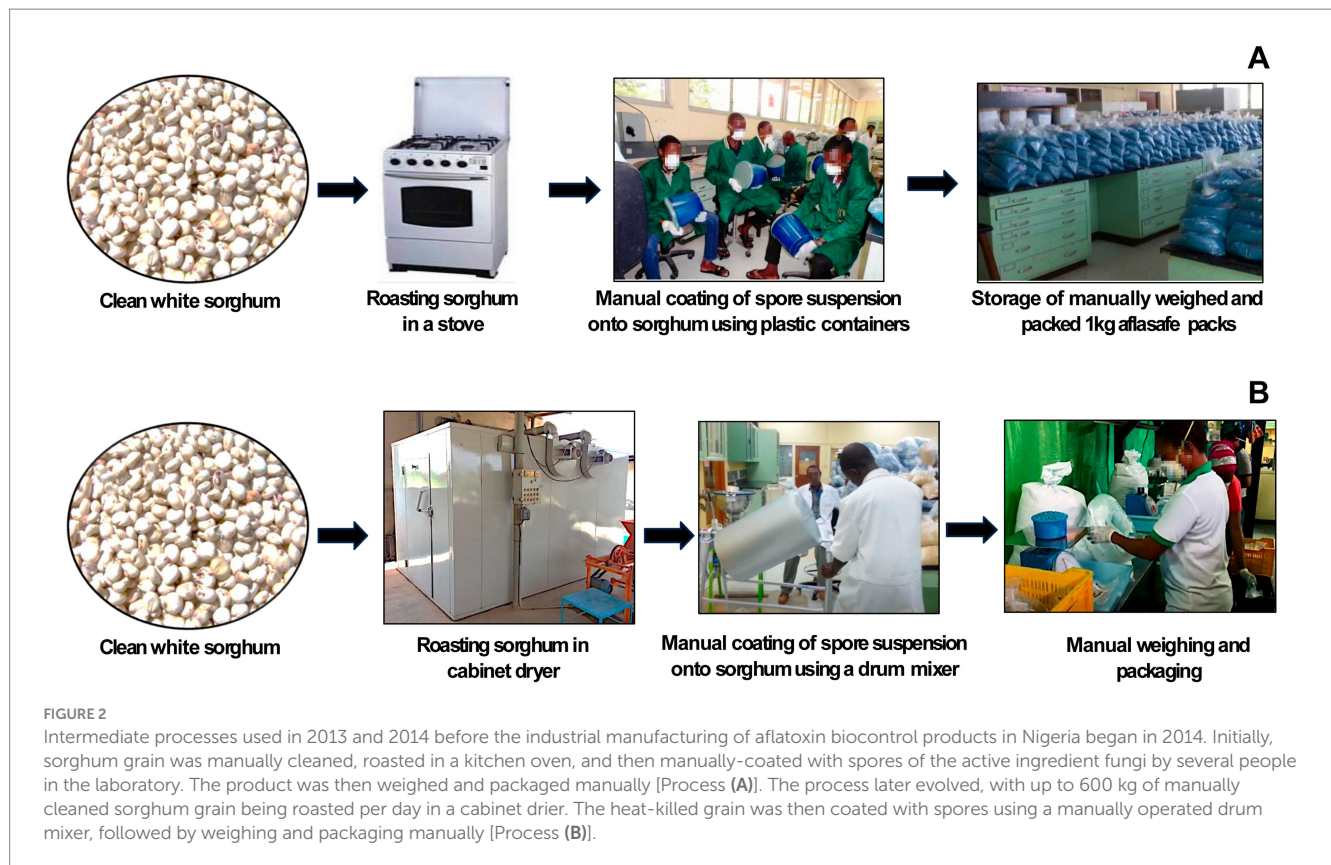 A
Clean white sorghum
Roasting sorghum
in a stove
Manual coating of spore suspension
onto sorghum using plastic containers
Storage of manually weighed and
packed 1kg aflasafe packs
B
Clean white sorghum
Roasting sorghum in
cabinet dryer
Manual coating of spore suspension
onto sorghum using a drum mixer
Manual weighing and
packaging
FIGURE 2
Intermediate processes used in 2013 and 2014 before the industrial manufacturing of aflatoxin biocontrol products in Nigeria began in 2014. Initially,
sorghum grain was manually cleaned, roasted in a kitchen oven, and then manually-coated with spores of the active ingredient fungi by several people
in the laboratory. The product was then weighed and packaged manually [Process (A)]. The process later evolved, with up to 600 kg of manually
cleaned sorghum grain being roasted per day in a cabinet drier. The heat-killed grain was then coated with spores using a manually operated drum
mixer, followed by weighing and packaging manually [Process (B)].